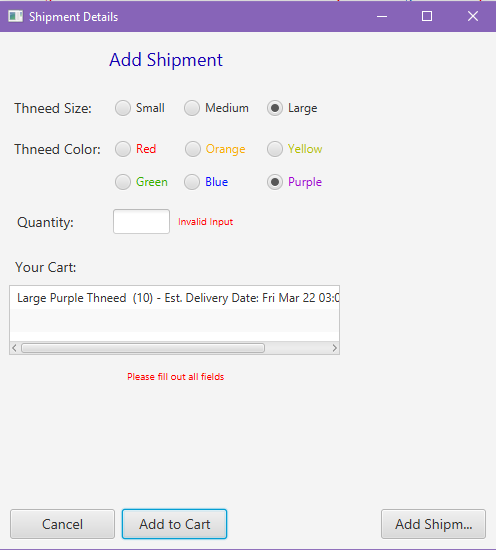 Shipment Details
Add Shipment
Thneed Size: Small Medium Large
Thneed Color: Red Orange Yellow
Green Blue Purple
Quantity: Invalid Input
Your Cart:
Large Purple Thneed (10) - Est. Delivery Date: Fri Mar 22 03:0
Please fill out all fields
Cancel Add to Cart Add Shipm...